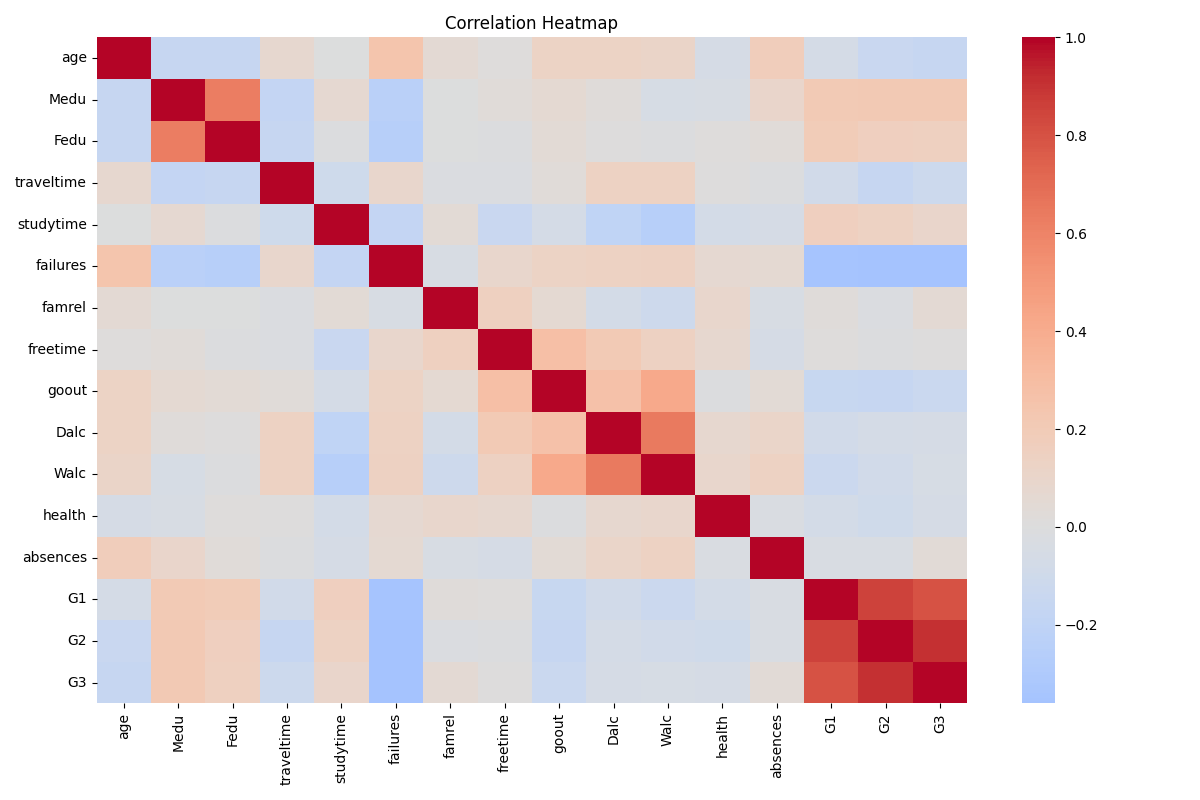 Correlation Heatmap
age
Medu
Fedu
traveltime
studytime
failures
famrel
freetime
goout
Dalc
Walc
health
absences
G1
G2
G3
age
Medu
Fedu
traveltime
studytime
failures
famrel
freetime
goout
Dalc
Walc
health
absences
G1
G2
G3
1.0
0.8
0.6
0.4
0.2
0.0
−0.2